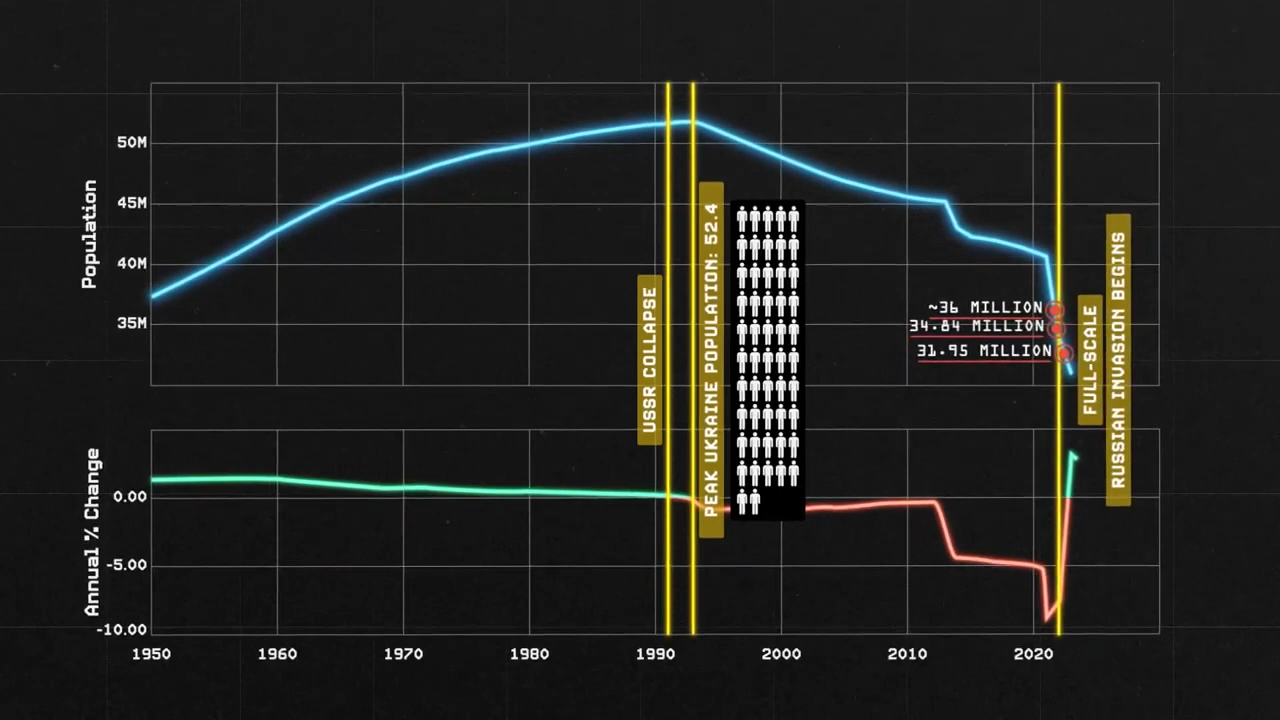 Population
50M
45M
40M
35M
Annual % Change
0.00
-5.00
-10.00
1950
1960
1970
1980
1990
2000
2010
2020
USSR COLLAPSE
PEAK UKRAINE POPULATION: 52.4
~36 MILLION
34.84 MILLION
31.95 MILLION
FULL-SCALE
RUSSIAN INVASION BEGINS